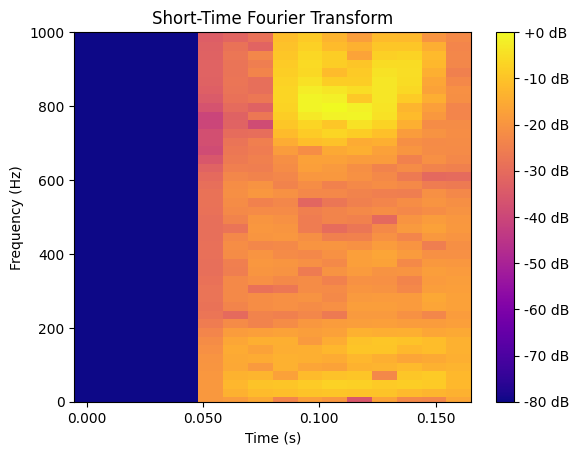 Short-Time Fourier Transform
Frequency (Hz)
1000
800
600
400
200
0
0.000
0.050
0.100
0.150
Time (s)
+0 dB
-10 dB
-20 dB
-30 dB
-40 dB
-50 dB
-60 dB
-70 dB
-80 dB